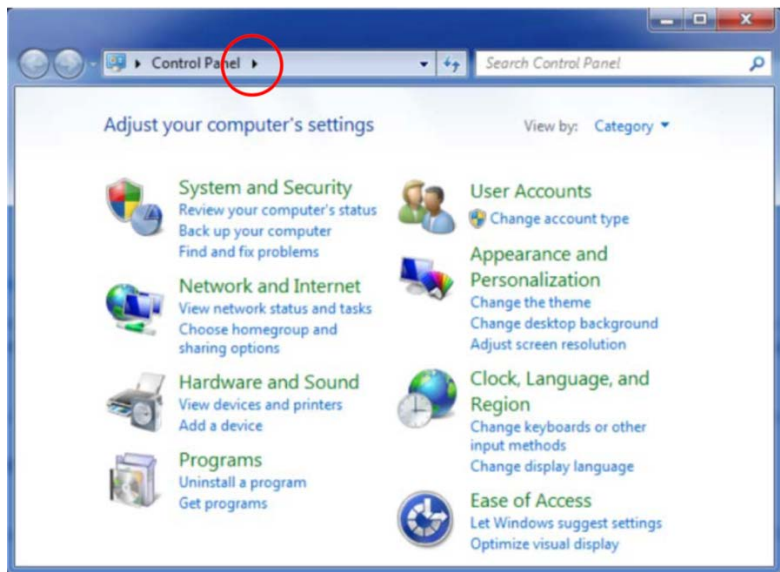 Control Panel
Search Control Panel
Adjust your computer's settings
View by: Category
System and Security
Review your computer's status
Back up your computer
Find and fix problems
Network and Internet
View network status and tasks
Choose homegroup and
sharing options
Hardware and Sound
View devices and printers
Add a device
Programs
Uninstall a program
Get programs
User Accounts
Change account type
Appearance and
Personalization
Change the theme
Change desktop background
Adjust screen resolution
Clock, Language, and
Region
Change keyboards or other
input methods
Change display language
Ease of Access
Let Windows suggest settings
Optimize visual display